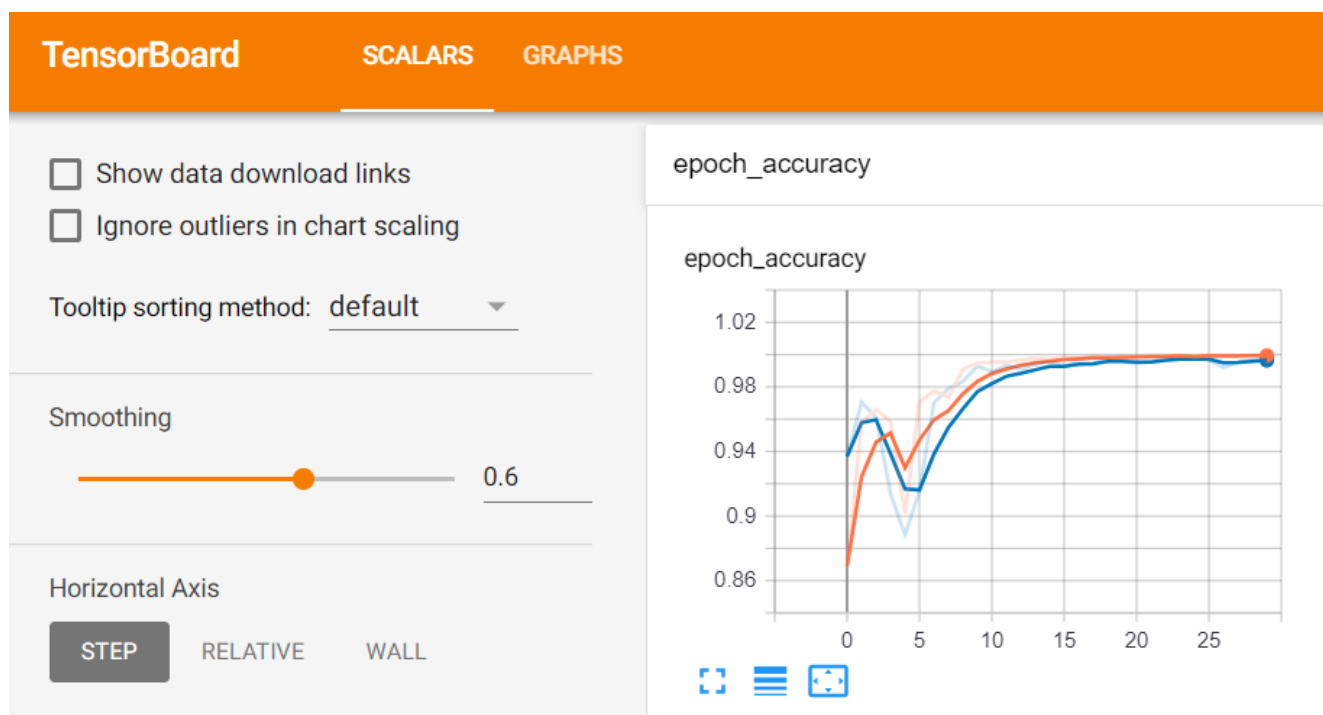 TensorBoard SCALARS GRAPHS
Show data download links
Ignore outliers in chart scaling
Tooltip sorting method: default
Smoothing
0.6
Horizontal Axis
STEP RELATIVE WALL
epoch_accuracy
epoch_accuracy
1.02
0.98
0.94
0.9
0.86
0 5 10 15 20 25